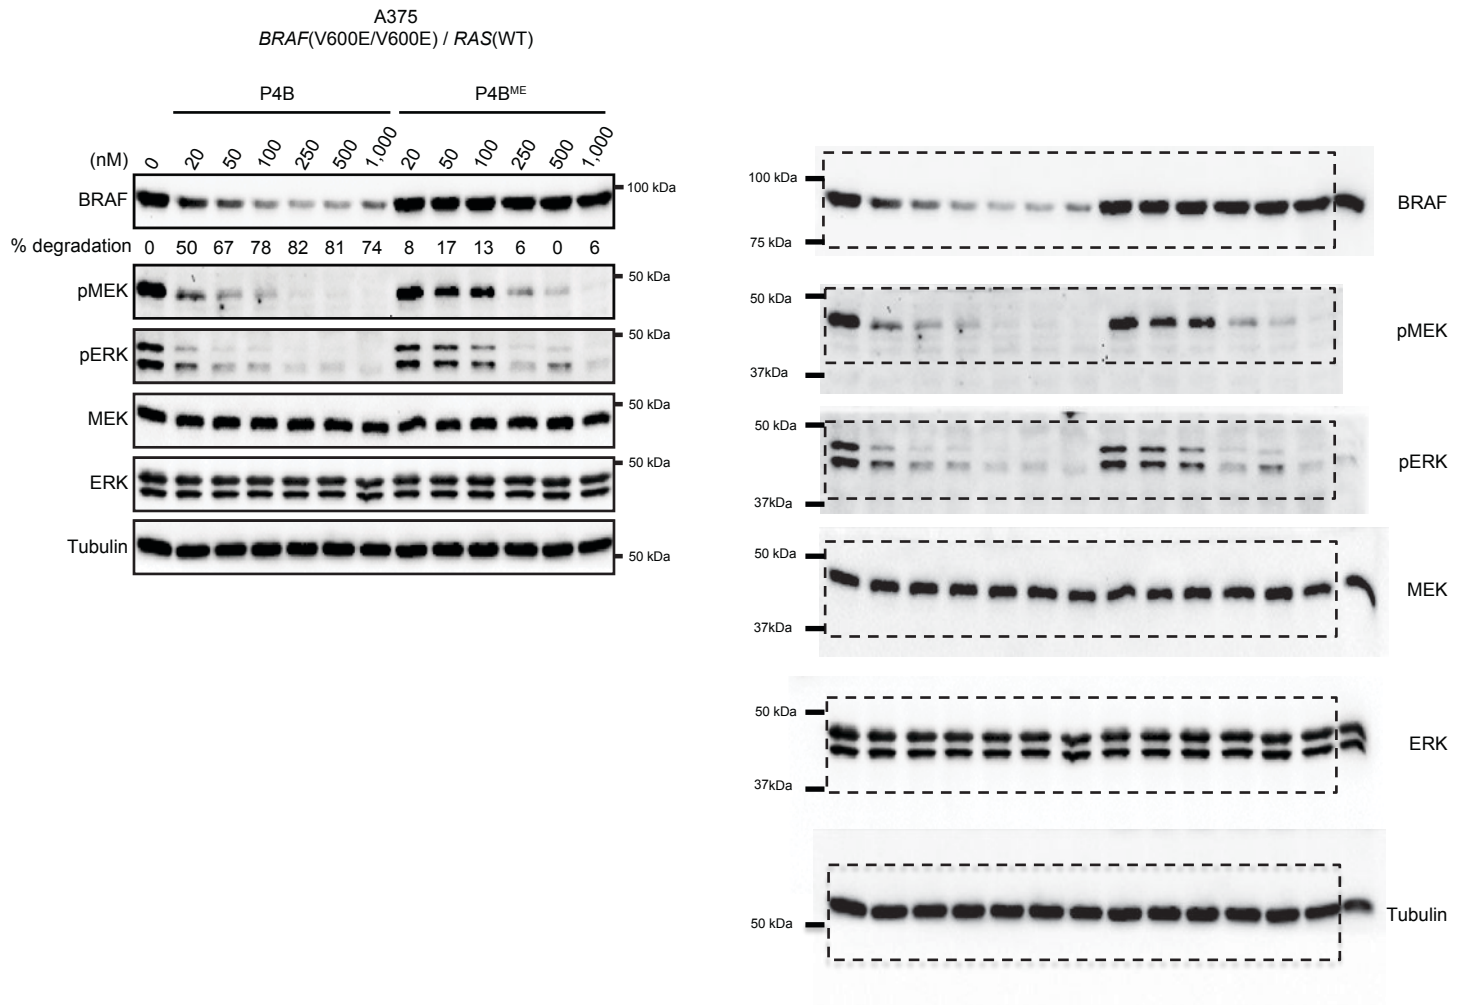 A375
BRAF(V600E/V600E) / RAS(WT)
P4B P4BME
(nM) 0 20 50 100 250 500 1,000 20 50 100 250 500 1,000
BRAF 100 kDa
% degradation 0 50 67 78 82 81 74 8 17 13 6 0 6
pMEK 50 kDa
pERK 50 kDa
MEK 50 kDa
ERK 50 kDa
Tubulin 50 kDa
100 kDa
BRAF
75 kDa
50 kDa
pMEK
37kDa
50 kDa
pERK
37kDa
50 kDa
MEK
37kDa
50 kDa
ERK
37kDa
Tubulin
50 kDa